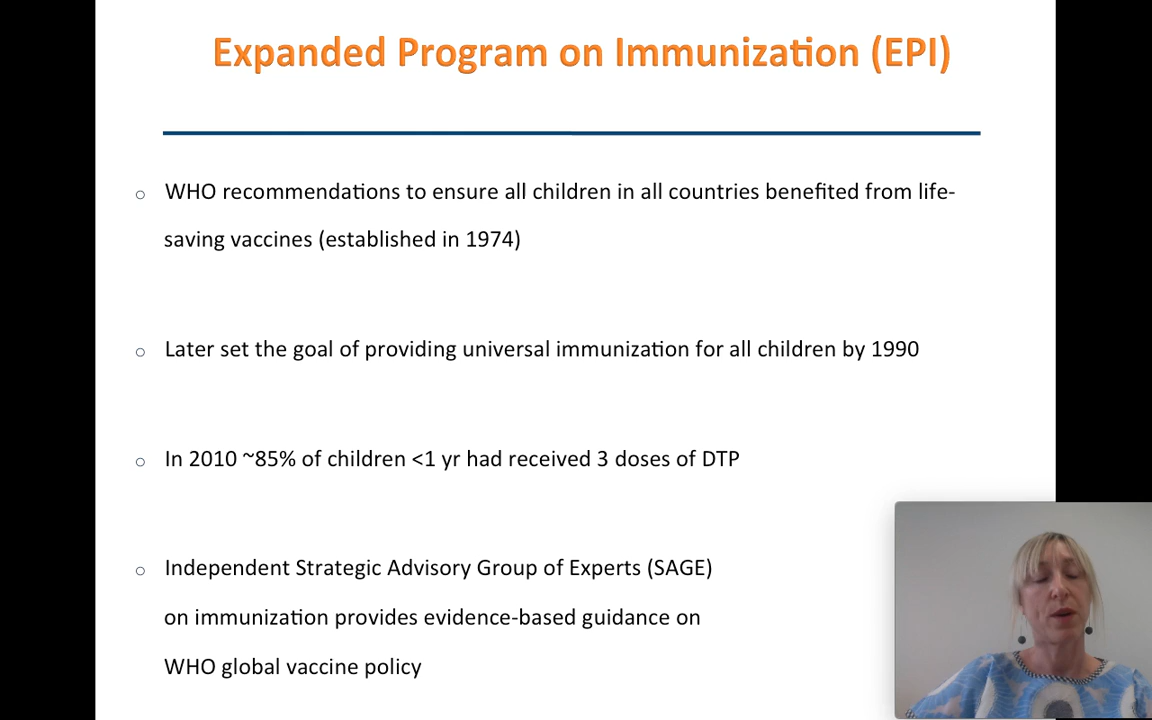 Expanded Program on Immunization (EPI)
○ WHO recommendations to ensure all children in all countries benefited from life-
saving vaccines (established in 1974)
○ Later set the goal of providing universal immunization for all children by 1990
○ In 2010 ~85% of children <1 yr had received 3 doses of DTP
○ Independent Strategic Advisory Group of Experts (SAGE)
on immunization provides evidence-based guidance on
WHO global vaccine policy